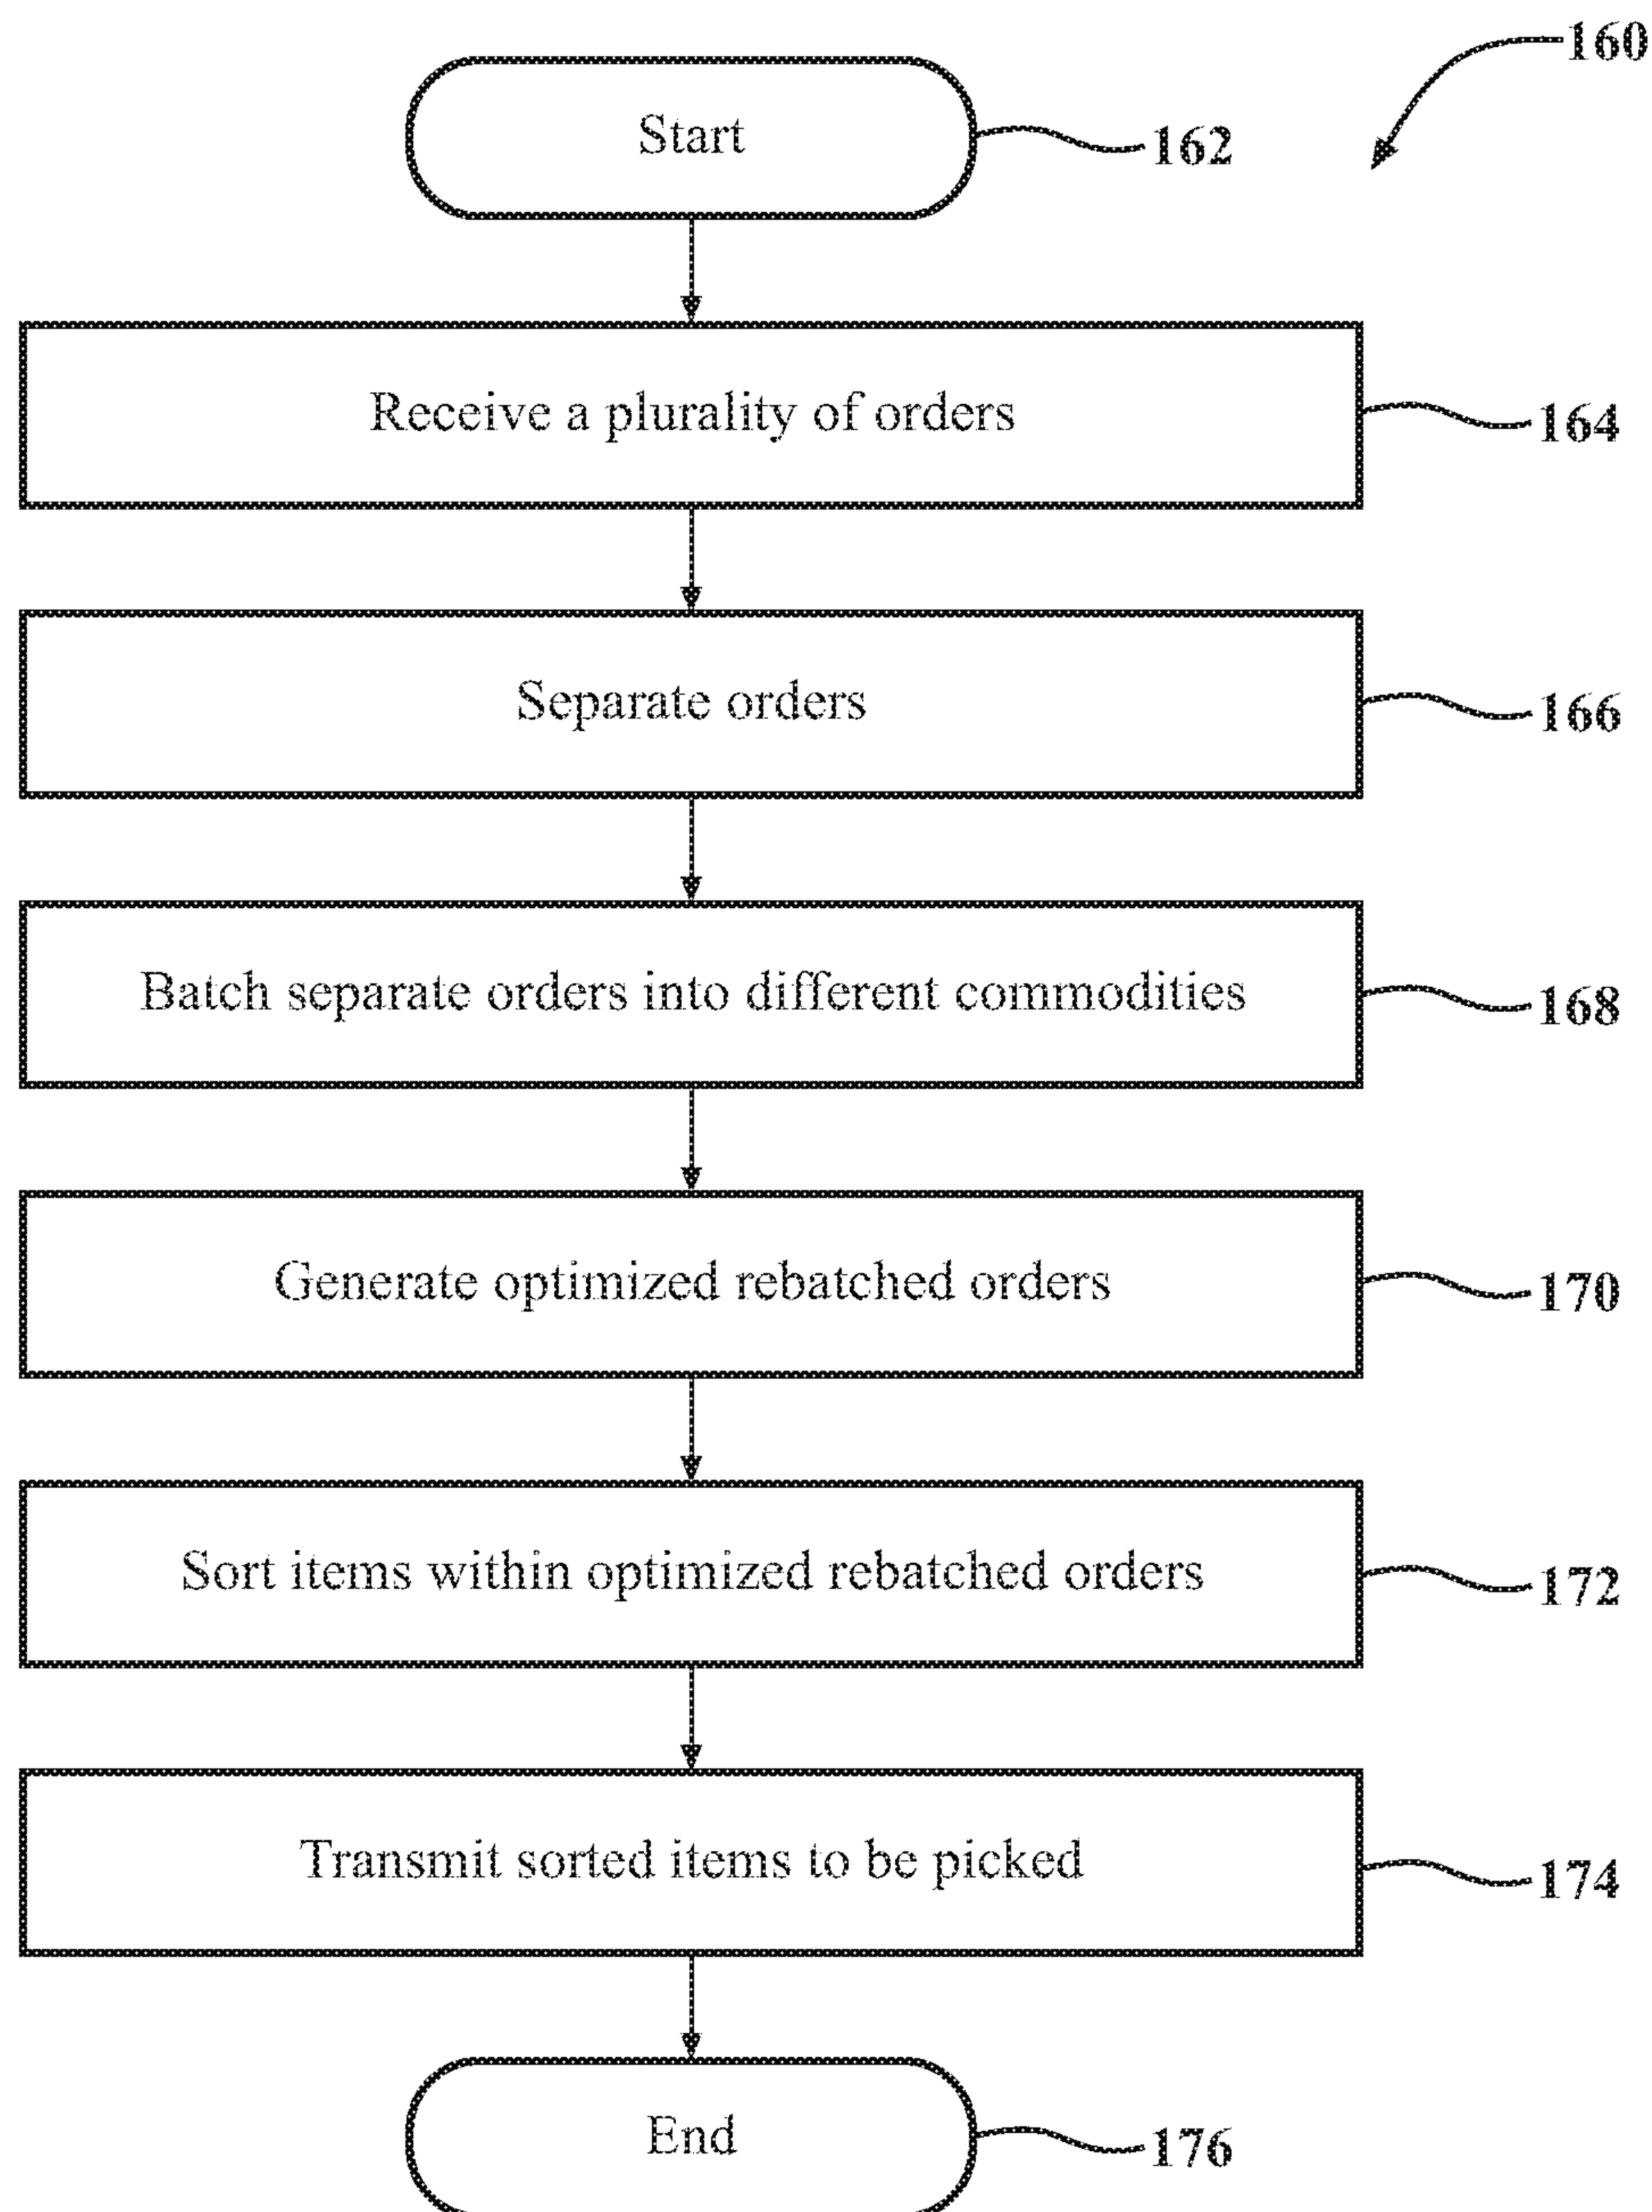 160
Start
162
Receive a plurality of orders
164
Separate orders
166
Batch separate orders into different commodities
168
Generate optimized rebatched orders
170
Sort items within optimized rebatched orders
172
Transmit sorted items to be picked
174
End
176